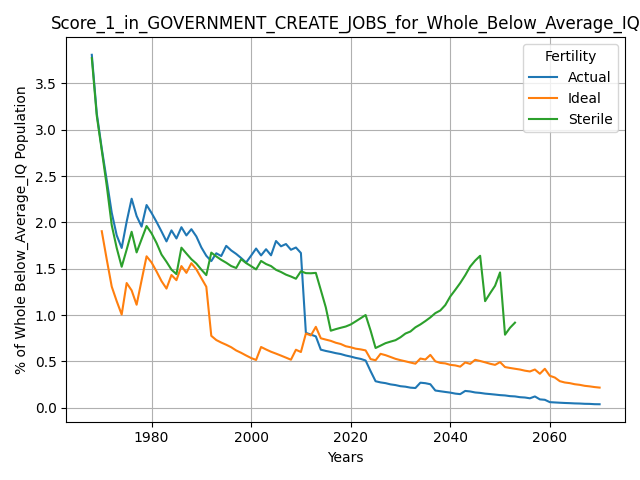 Score_1_in_GOVERNMENT_CREATE_JOBS_for_Whole_Below_Average_IQ
% of Whole Below_Average_IQ Population
3.5
3.0
2.5
2.0
1.5
1.0
0.5
0.0
Fertility
Actual
Ideal
Sterile
1980
2000
2020
2040
2060
Years